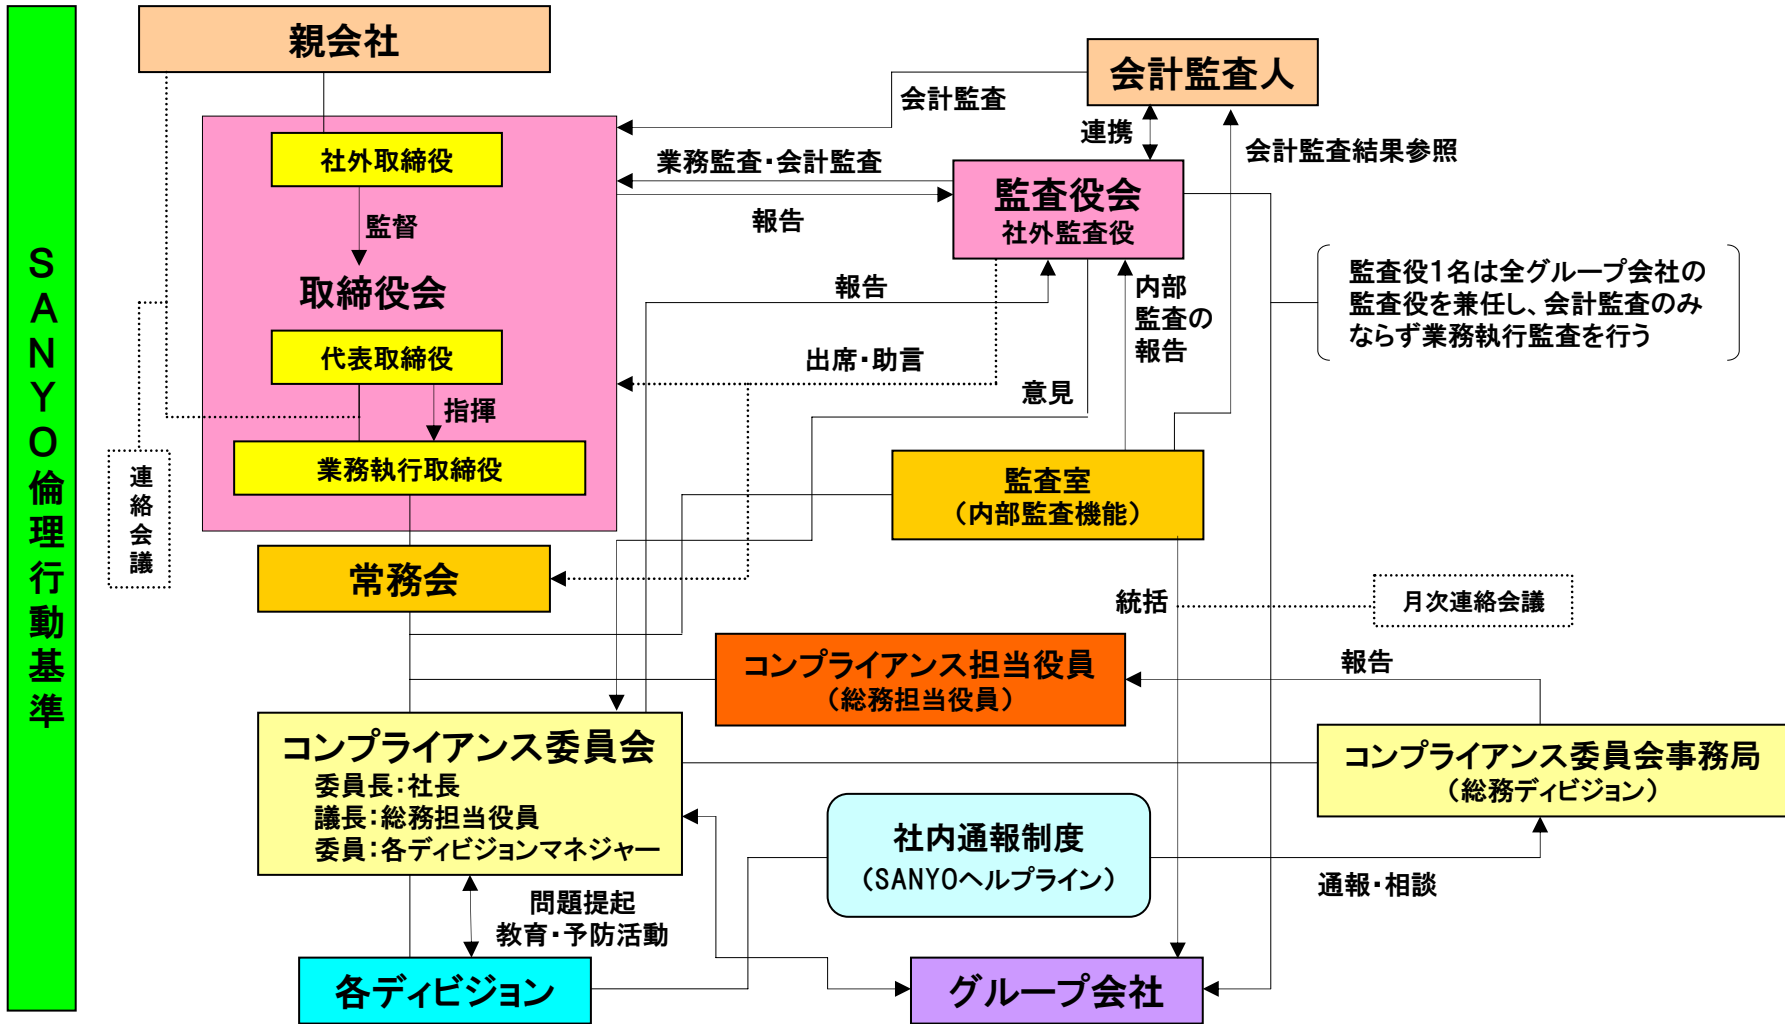 SANYO倫理行動基準
親会社
会計監査人
会計監査
連携
会計監査結果参照
社外取締役
業務監査・会計監査
監査役会
社外監査役
報告
監督
取締役会
監査役1名は全グループ会社の
監査役を兼任し、会計監査のみ
ならず業務執行監査を行う
報告
内部
監査の
報告
代表取締役
出席・助言
意見
指揮
業務執行取締役
連絡会議
監査室
（内部監査機能）
常務会
統括
月次連絡会議
コンプライアンス担当役員
（総務担当役員）
報告
コンプライアンス委員会
委員長：社長
議長：総務担当役員
委員：各ディビジョンマネジャー
コンプライアンス委員会事務局
（総務ディビジョン）
社内通報制度
（SANYOヘルプライン）
通報・相談
問題提起
教育・予防活動
各ディビジョン
グループ会社